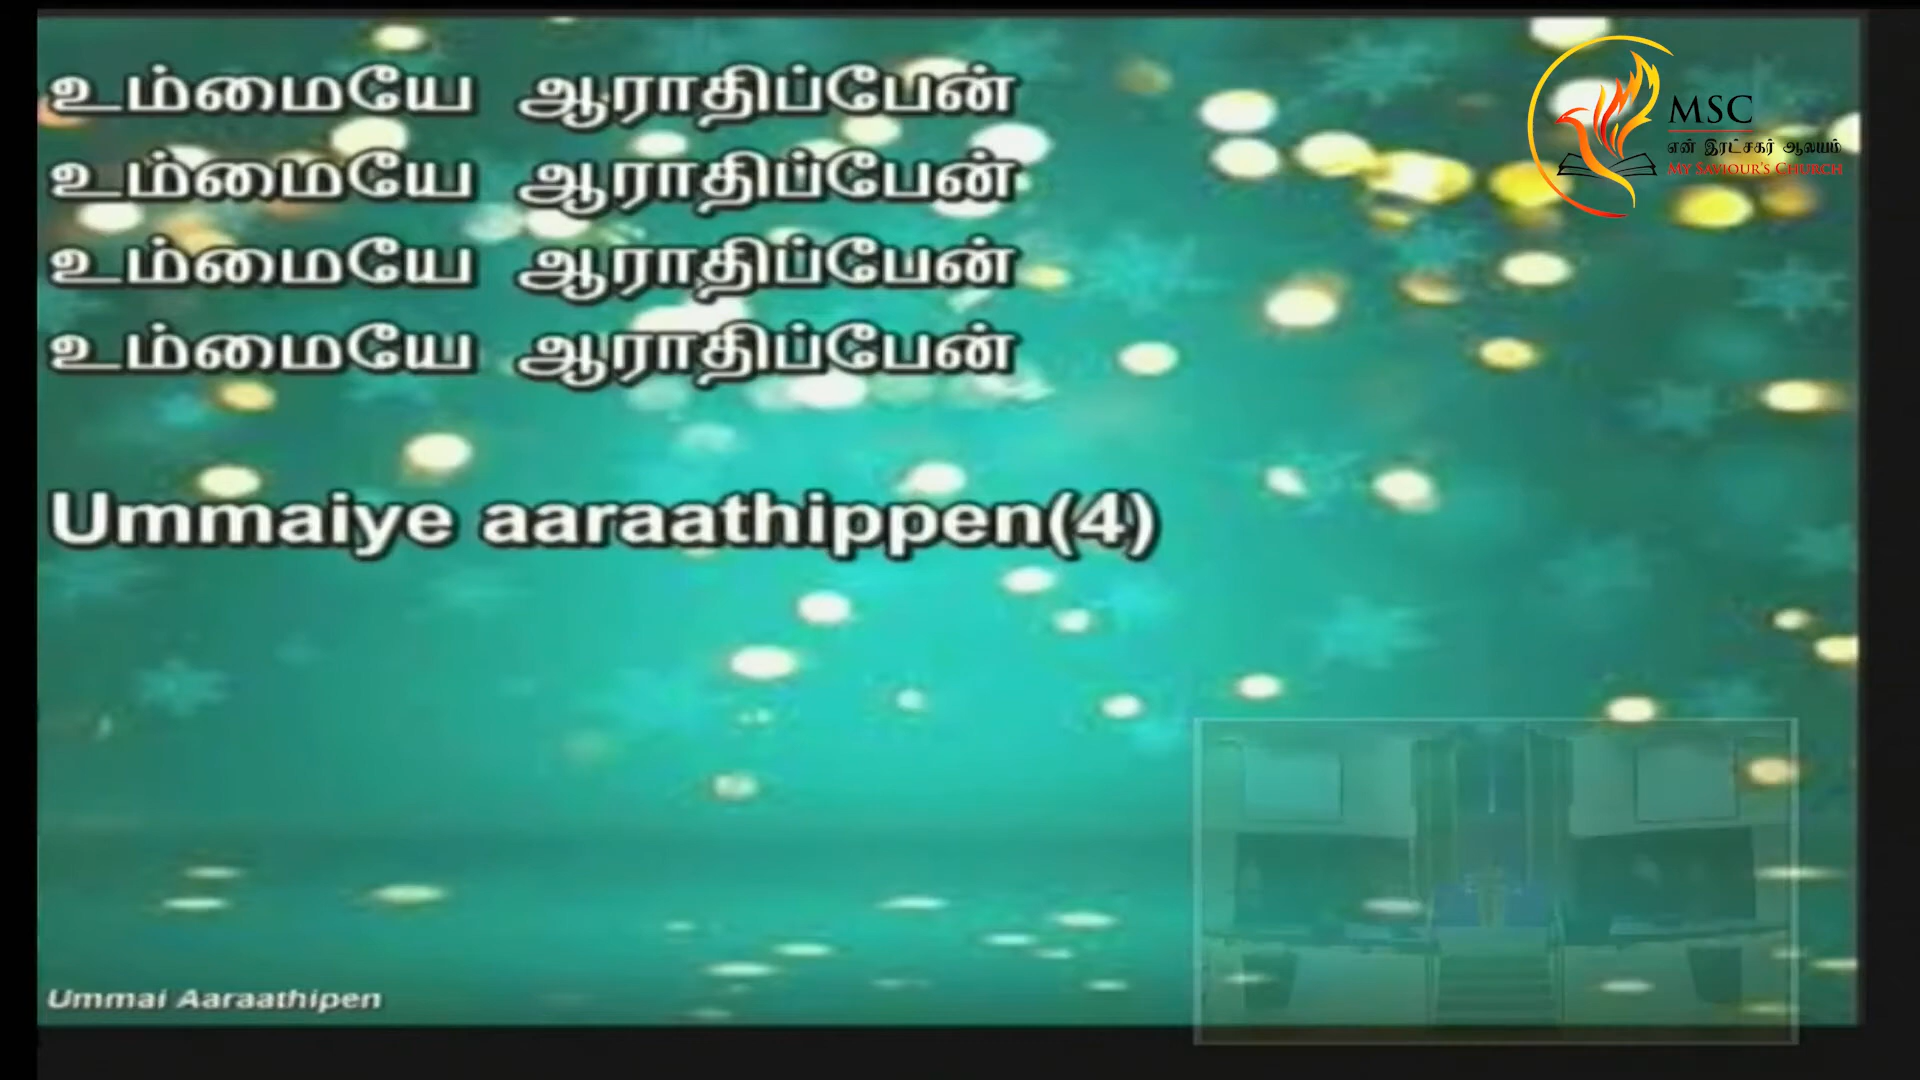 உம்மையே ஆராதிப்பேன்
உம்மையே ஆராதிப்பேன்
உம்மையே ஆராதிப்பேன்
உம்மையே ஆராதிப்பேன்
Ummaiye aaraathippen(4)
Ummai Aaraathipen
MSC
என் இரட்சகர் ஆலயம்
MY SAVIOUR'S CHURCH